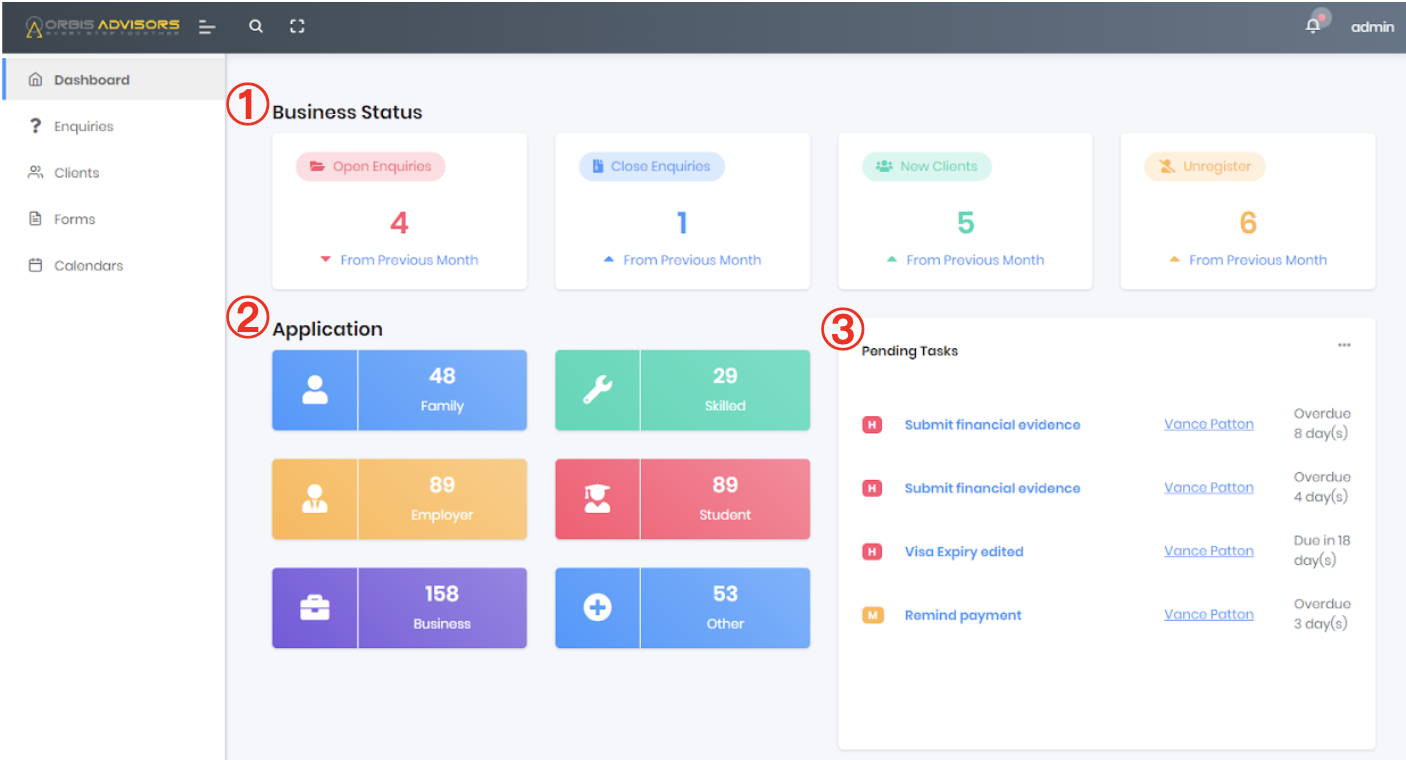 ORBIS ADVISORS
EVERY STEP TOGETHER
admin
Dashboard
Enquiries
Clients
Forms
Calendars
① Business Status
Open Enquiries
4
From Previous Month
Close Enquiries
1
From Previous Month
New Clients
5
From Previous Month
Unregister
6
From Previous Month
② Application
48
Family
29
Skilled
89
Employer
89
Student
158
Business
53
Other
③ Pending Tasks
H Submit financial evidence Vance Patton Overdue
8 day(s)
H Submit financial evidence Vance Patton Overdue
4 day(s)
H Visa Expiry edited Vance Patton Due in 18
day(s)
M Remind payment Vance Patton Overdue
3 day(s)